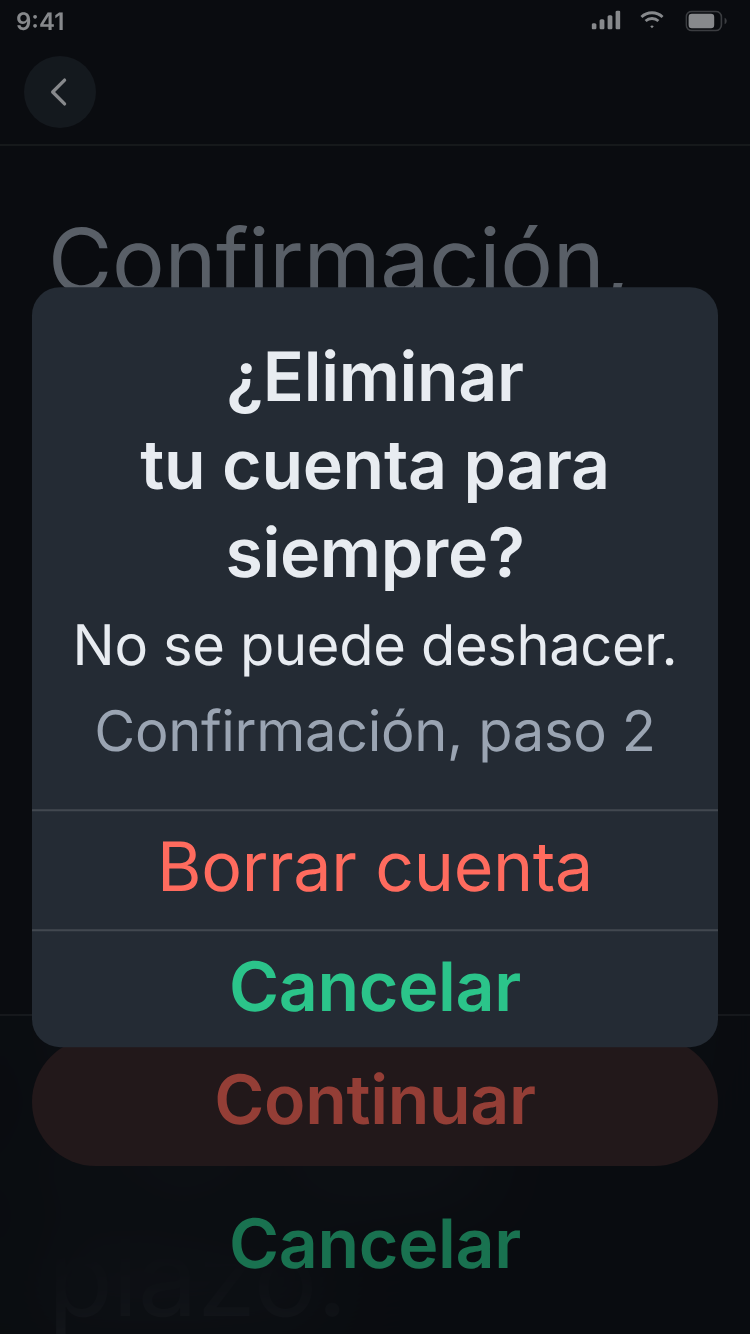 9:41
Confirmación,
¿Eliminar
tu cuenta para
siempre?
No se puede deshacer.
Confirmación, paso 2
Borrar cuenta
Cancelar
Continuar
Cancelar
plazo.